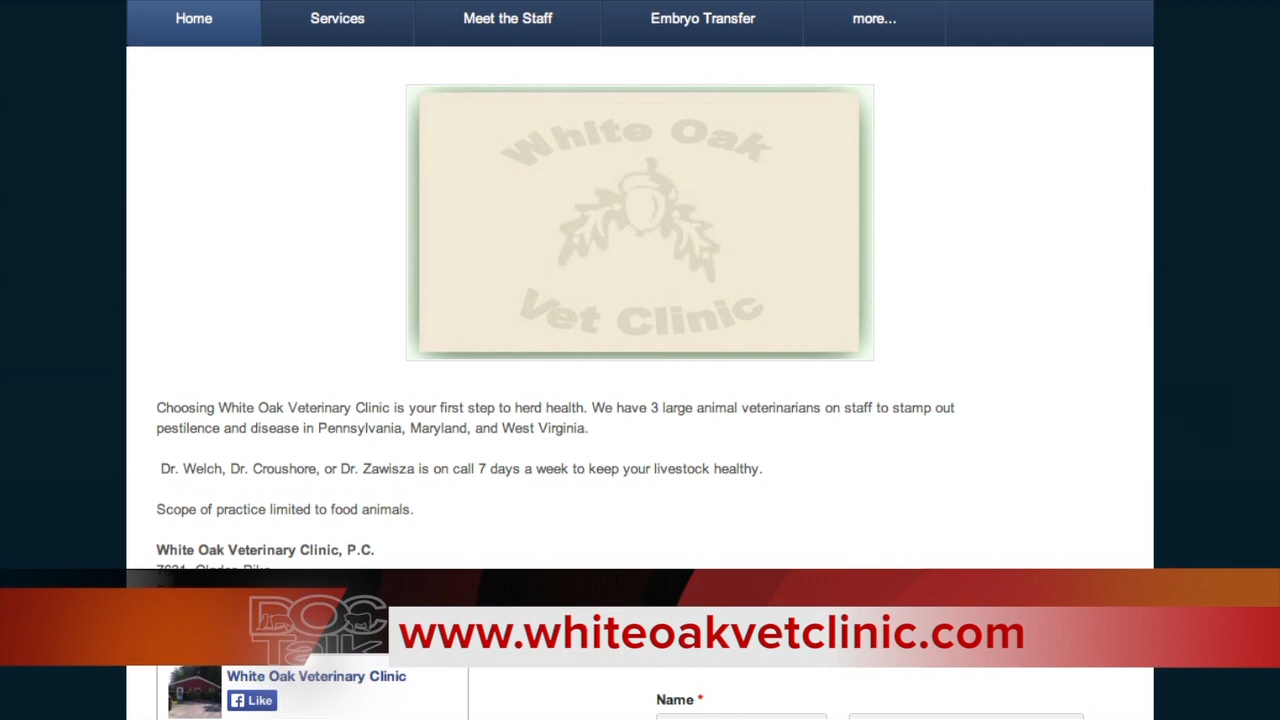 Home Services Meet the Staff Embryo Transfer more...
White Oak
Vet Clinic
Choosing White Oak Veterinary Clinic is your first step to herd health. We have 3 large animal veterinarians on staff to stamp out
pestilence and disease in Pennsylvania, Maryland, and West Virginia.
Dr. Welch, Dr. Croushore, or Dr. Zawisza is on call 7 days a week to keep your livestock healthy.
Scope of practice limited to food animals.
White Oak Veterinary Clinic, P.C.
DOC
Talk
www.whiteoakvetclinic.com
White Oak Veterinary Clinic
Like
Name *